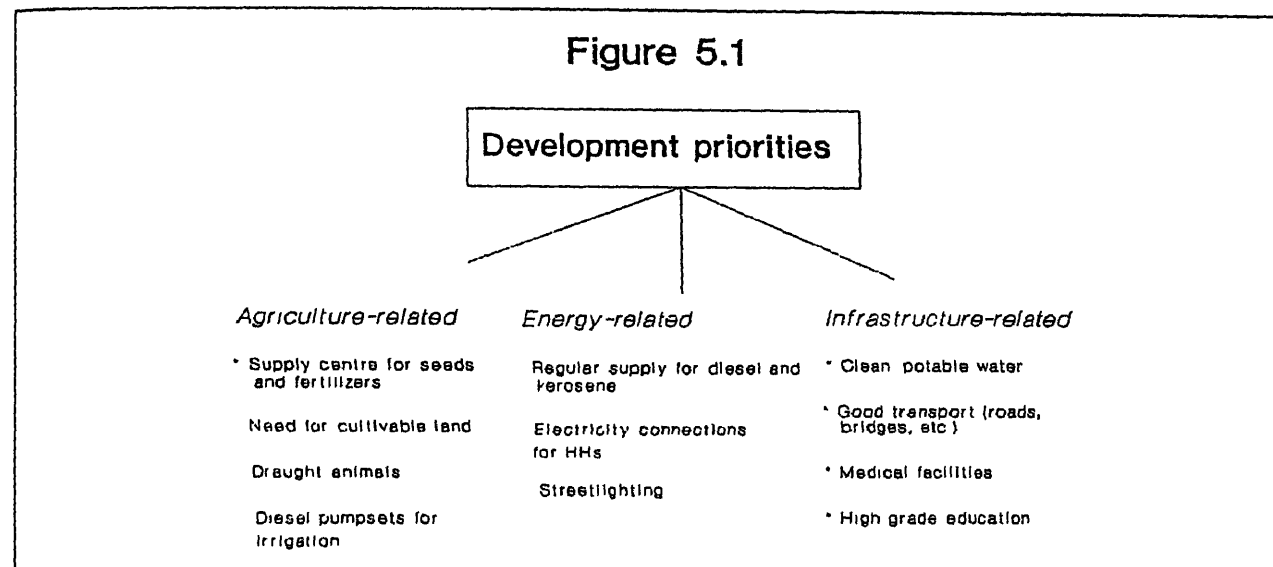 Figure 5.1
Development priorities
Agriculture-related
* Supply centre for seeds
and fertilizers
Need for cultivable land
Draught animals
Diesel pumpsets for
irrigation
Energy-related
Regular supply for diesel and
kerosene
Electricity connections
for HHs
Streetlighting
Infrastructure-related
* Clean potable water
* Good transport (roads,
bridges, etc)
* Medical facilities
* High grade education